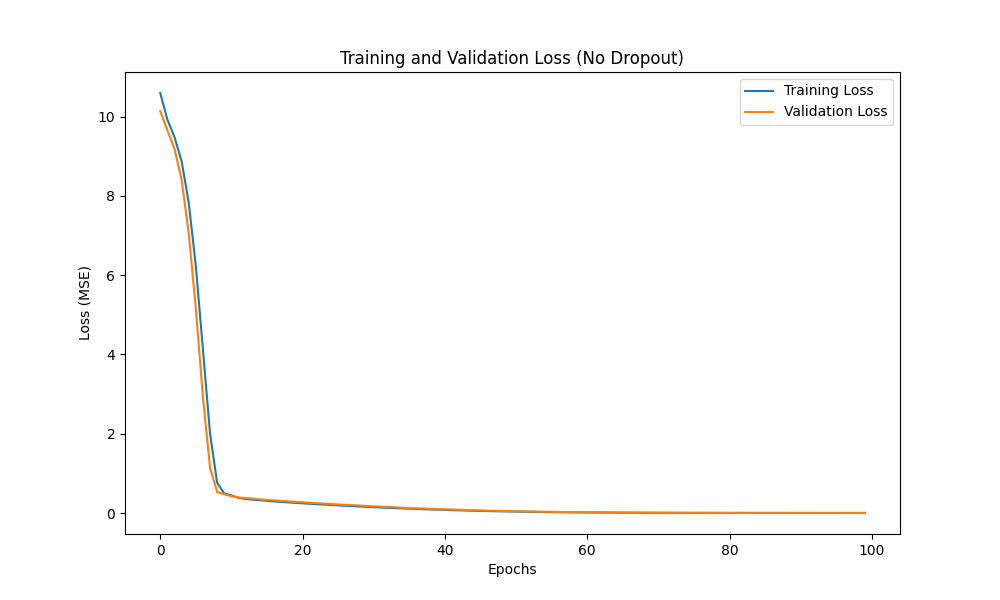 Training and Validation Loss (No Dropout)
Training Loss
Validation Loss
Loss (MSE)
10
8
6
4
2
0
0 20 40 60 80 100
Epochs